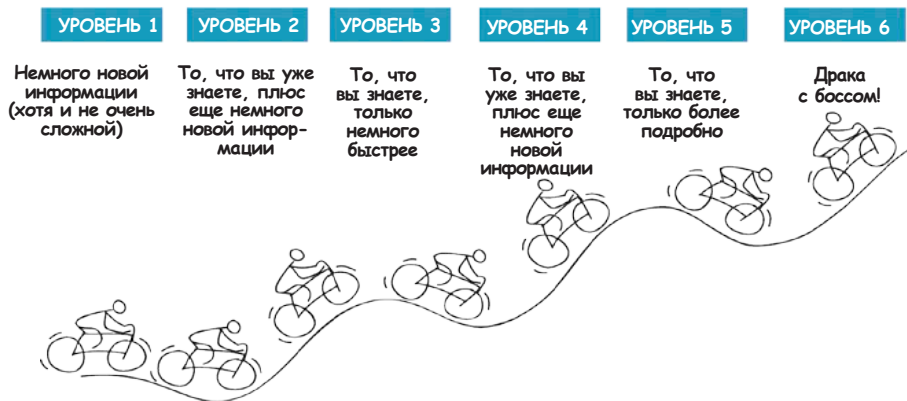 УРОВЕНЬ 1
Немного новой
информации
(хотя и не очень
сложной)
УРОВЕНЬ 2
То, что вы уже
знаете, плюс
еще немного
новой инфор-
мации
УРОВЕНЬ 3
То, что
вы знаете,
только
немного
быстрее
УРОВЕНЬ 4
То, что вы
уже знаете,
плюс еще
немного
новой
информации
УРОВЕНЬ 5
То, что
вы знаете,
только более
подробно
УРОВЕНЬ 6
Драка
с боссом!